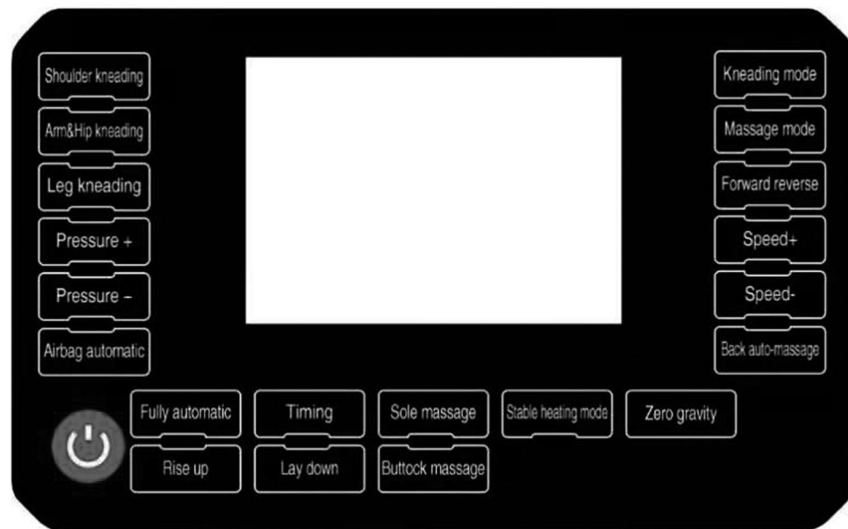 Shoulder kneading
Arm&Hip kneading
Leg kneading
Pressure +
Pressure –
Airbag automatic
Kneading mode
Massage mode
Forward reverse
Speed+
Speed-
Back auto-massage
Fully automatic
Timing
Sole massage
Stable heating mode
Zero gravity
Rise up
Lay down
Buttock massage